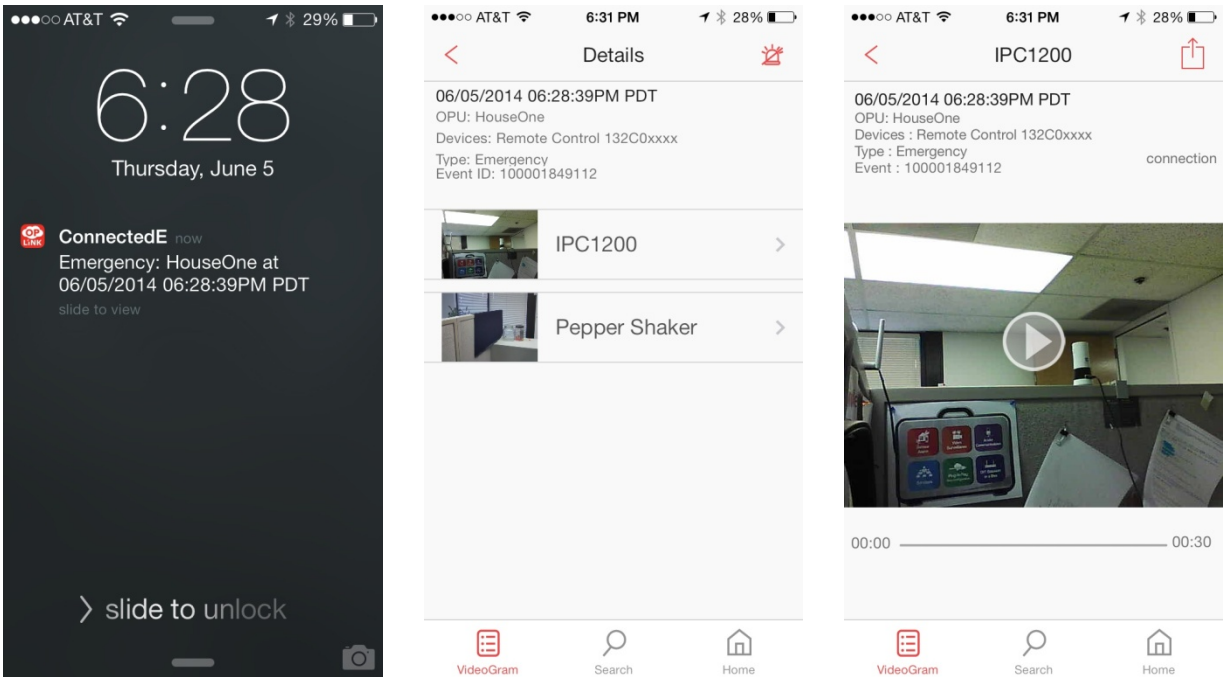 ●●●○○ AT&T
29%
6:28
Thursday, June 5
OP
LiNK
ConnectedE now
Emergency: HouseOne at
06/05/2014 06:28:39PM PDT
slide to view
slide to unlock
●●●○○ AT&T 6:31 PM 28%
Details
06/05/2014 06:28:39PM PDT
OPU: HouseOne
Devices: Remote Control 132C0xxxx
Type: Emergency
Event ID: 100001849112
IPC1200
Pepper Shaker
VideoGram Search Home
●●●○○ AT&T 6:31 PM 28%
IPC1200
06/05/2014 06:28:39PM PDT
OPU: HouseOne
Devices : Remote Control 132C0xxxx
Type : Emergency
Event : 100001849112
connection
00:00 00:30
VideoGram Search Home